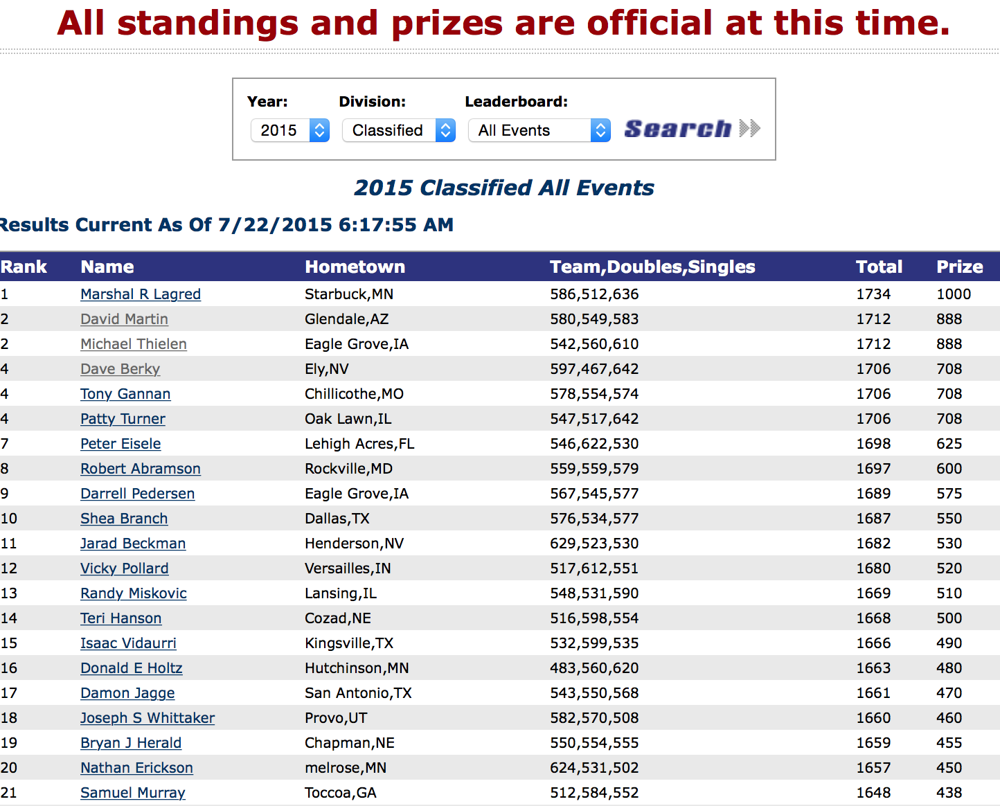 All standings and prizes are official at this time.
Year: Division: Leaderboard:
2015 Classified All Events Search
2015 Classified All Events
Results Current As Of 7/22/2015 6:17:55 AM
Rank Name Hometown Team,Doubles,Singles Total Prize
1 Marshal R Lagred Starbuck,MN 586,512,636 1734 1000
2 David Martin Glendale,AZ 580,549,583 1712 888
2 Michael Thielen Eagle Grove,IA 542,560,610 1712 888
4 Dave Berky Ely,NV 597,467,642 1706 708
4 Tony Gannan Chillicothe,MO 578,554,574 1706 708
4 Patty Turner Oak Lawn,IL 547,517,642 1706 708
7 Peter Eisele Lehigh Acres,FL 546,622,530 1698 625
8 Robert Abramson Rockville,MD 559,559,579 1697 600
9 Darrell Pedersen Eagle Grove,IA 567,545,577 1689 575
10 Shea Branch Dallas,TX 576,534,577 1687 550
11 Jarad Beckman Henderson,NV 629,523,530 1682 530
12 Vicky Pollard Versailles,IN 517,612,551 1680 520
13 Randy Miskovic Lansing,IL 548,531,590 1669 510
14 Teri Hanson Cozad,NE 516,598,554 1668 500
15 Isaac Vidaurri Kingsville,TX 532,599,535 1666 490
16 Donald E Holtz Hutchinson,MN 483,560,620 1663 480
17 Damon Jagge San Antonio,TX 543,550,568 1661 470
18 Joseph S Whittaker Provo,UT 582,570,508 1660 460
19 Bryan J Herald Chapman,NE 550,554,555 1659 455
20 Nathan Erickson melrose,MN 624,531,502 1657 450
21 Samuel Murray Toccoa,GA 512,584,552 1648 438